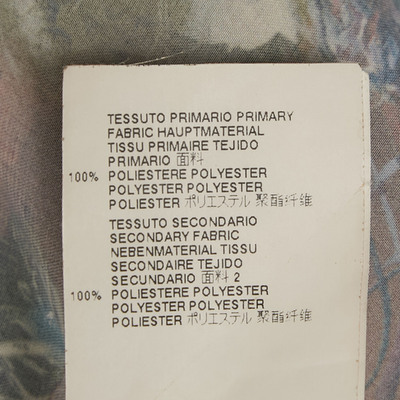 TESSUTO PRIMARIO PRIMARY
FABRIC HAUPTMATERIAL
TISSU PRIMAIRE TEJIDO
PRIMARIO 面料
100% POLIESTERE POLYESTER
POLYESTER POLYESTER
POLIESTER ポリエステル 聚酯纤维
TESSUTO SECONDARIO
SECONDARY FABRIC
NEBENMATERIAL TISSU
SECONDAIRE TEJIDO
SECUNDARIO 面料 2
100% POLIESTERE POLYESTER
POLYESTER POLYESTER
POLIESTER ポリエステル 聚酯纤维